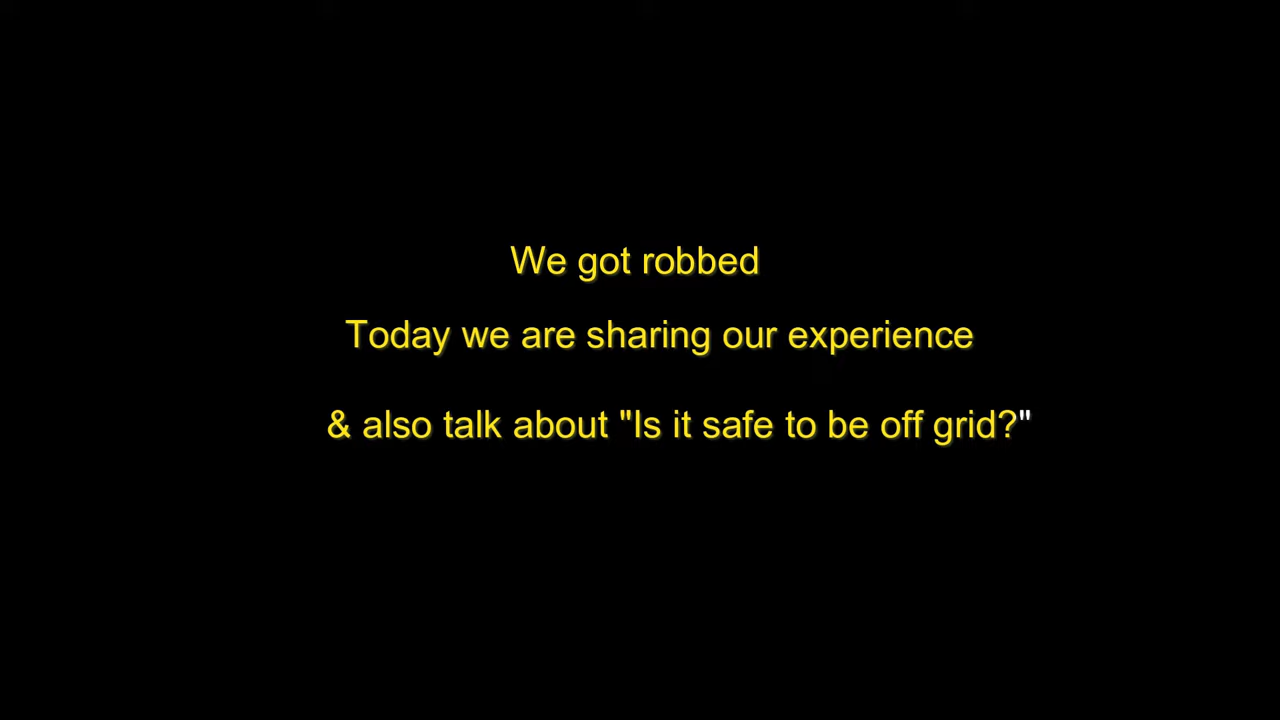 We got robbed
Today we are sharing our experience
& also talk about "Is it safe to be off grid?"